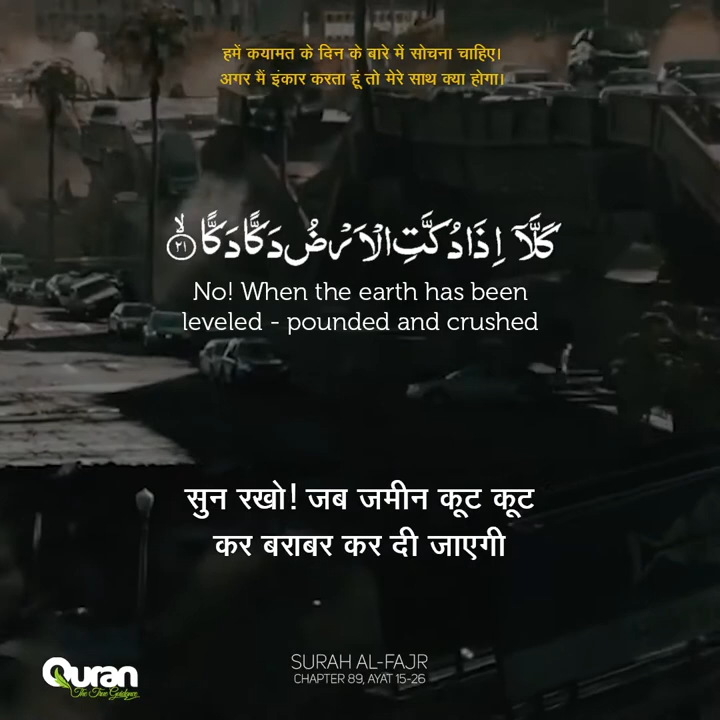 हमें कयामत के दिन के बारे में सोचना चाहिए।
अगर मैं इंकार करता हूं तो मेरे साथ क्या होगा।
كَلَّآ اِذَا دُكَّتِ الْاَرْضُ دَكًّا دَكًّا ۙ‏﴿۲۱﴾
No! When the earth has been
leveled - pounded and crushed
सुन रखो! जब जमीन कूट कूट
कर बराबर कर दी जाएगी
SURAH AL-FAJR
CHAPTER 89, AYAT 15-26
Quran
The True Guidance